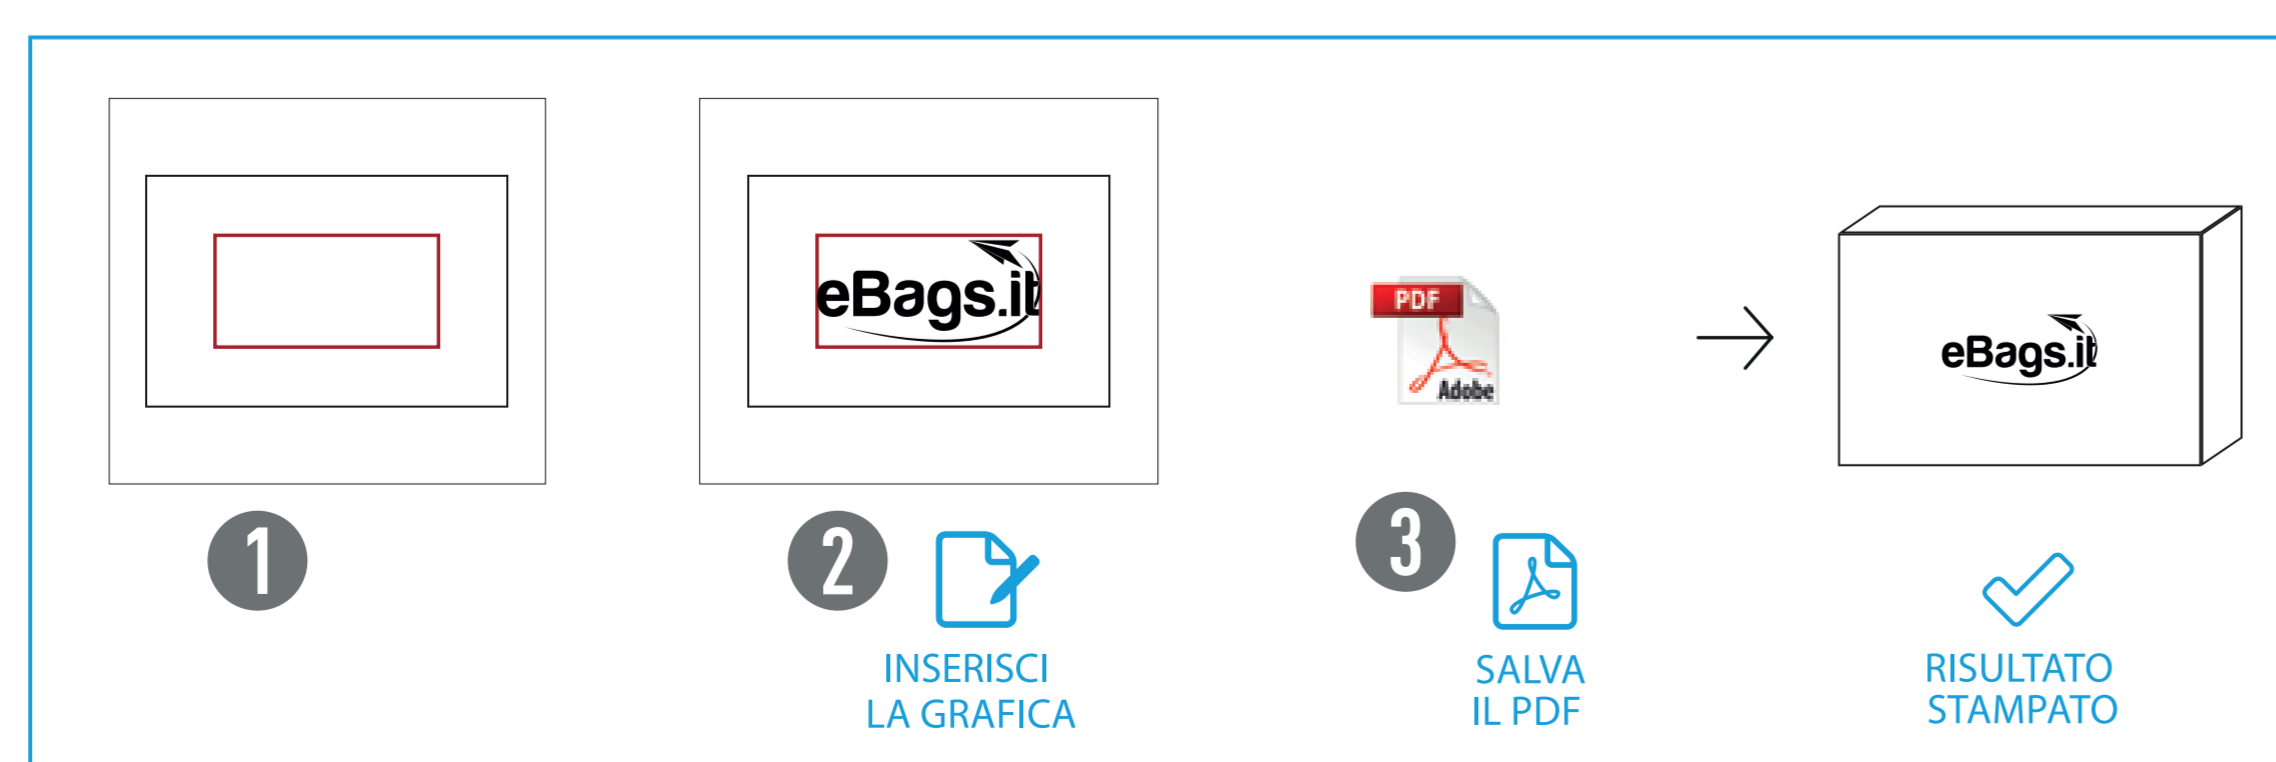 eBags.it
PDF
Adobe
eBags.it
1
2
3
INSERISCI
LA GRAFICA
SALVA
IL PDF
RISULTATO
STAMPATO